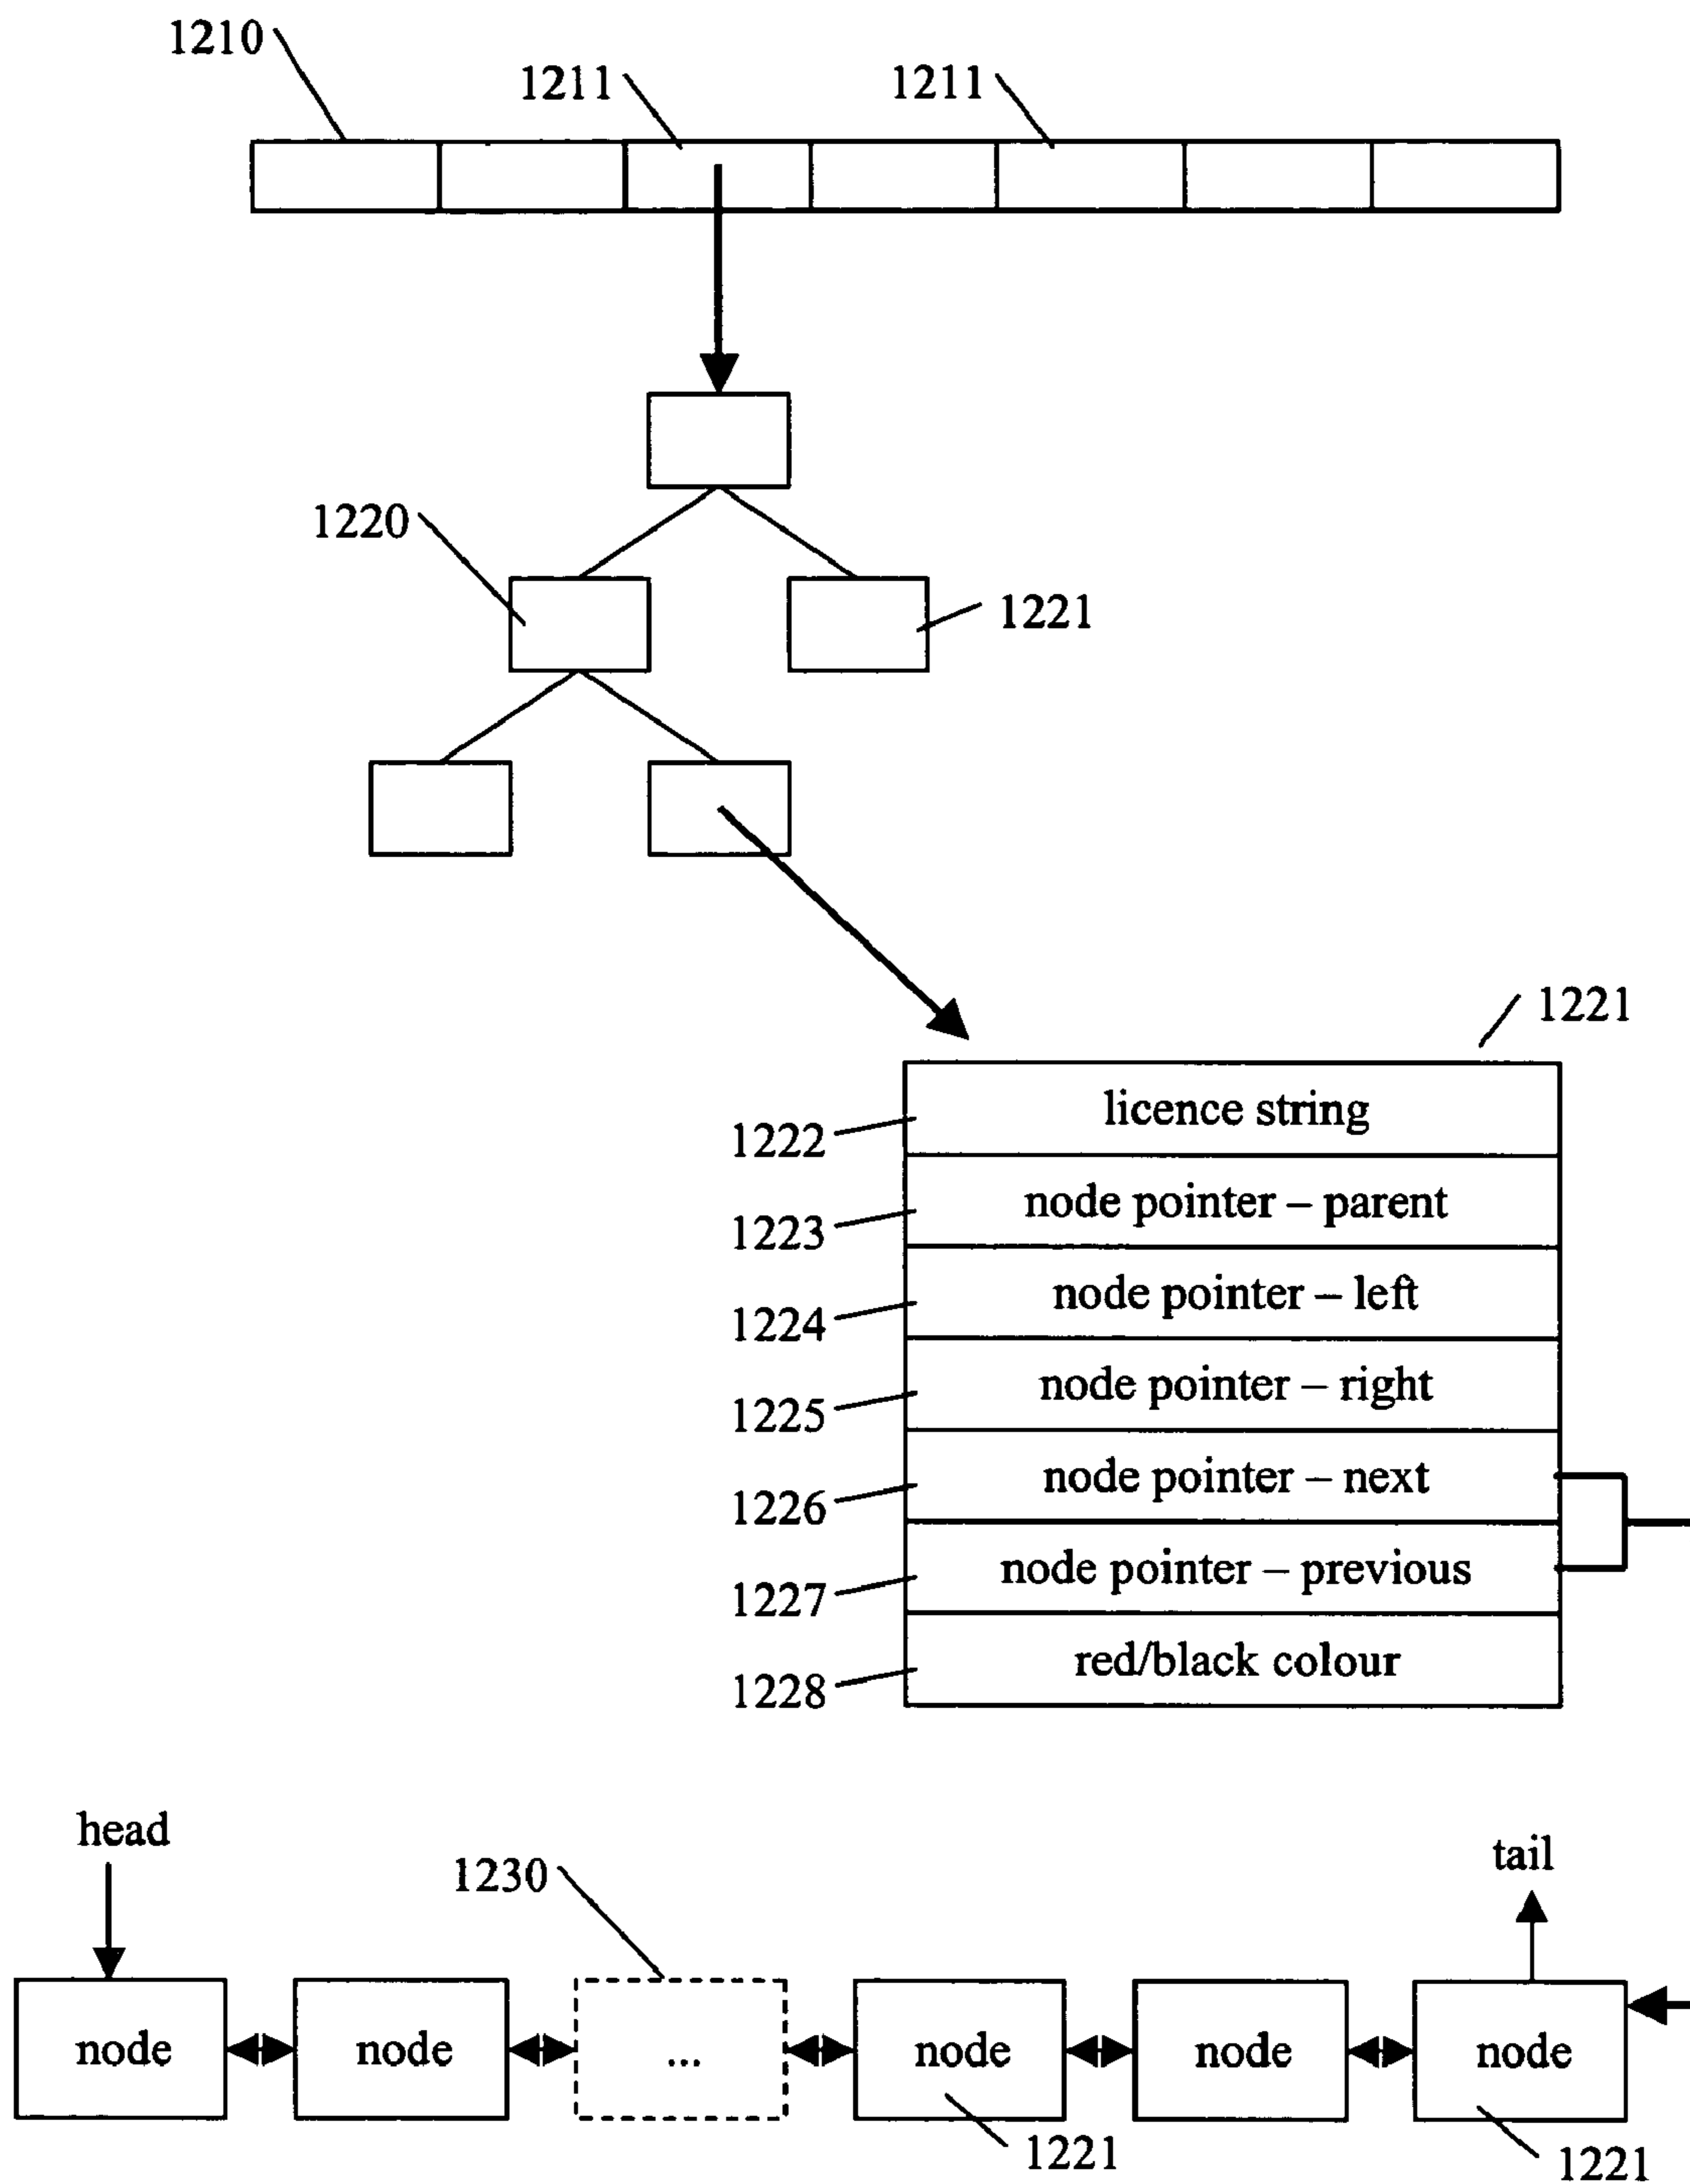 1210
1211
1211
1220
1221
1221
licence string
1222
node pointer – parent
1223
node pointer – left
1224
node pointer – right
1225
node pointer – next
1226
node pointer – previous
1227
red/black colour
1228
head
tail
1230
node
node
...
node
node
node
1221
1221